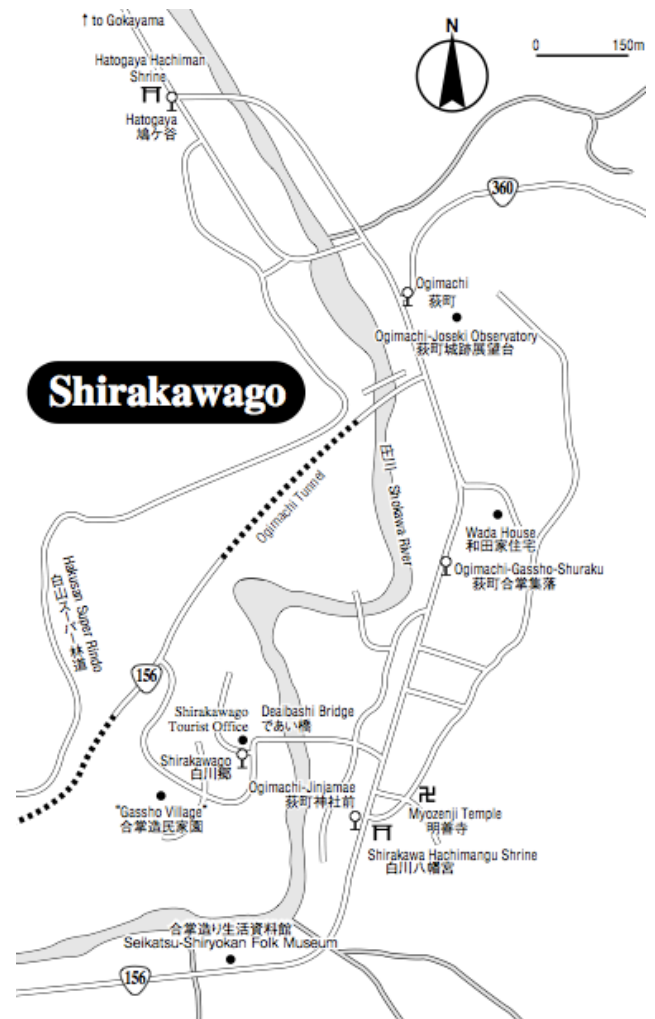 ↑ to Gokayama
N
0 150m
Hatogaya Hachiman
Shrine
Hatogaya
鳩ケ谷
360
Ogimachi
荻町
Ogimachi-Joseki Observatory
荻町城跡展望台
Shirakawago
庄川 Shokawa River
Ogimachi Tunnel
Wada House
和田家住宅
Ogimachi-Gassho-Shuraku
荻町合掌集落
Hakusan Super Rindo
白山スーパー林道
156
Shirakawago
Tourist Office
Deaibashi Bridge
であい橋
Shirakawago
白川郷
Ogimachi-Jinjamae
荻町神社前
"Gassho Village"
合掌造民家園
卍
Myozenji Temple
明善寺
Shirakawa Hachimangu Shrine
白川八幡宮
合掌造り生活資料館
Seikatsu-Shiryokan Folk Museum
156